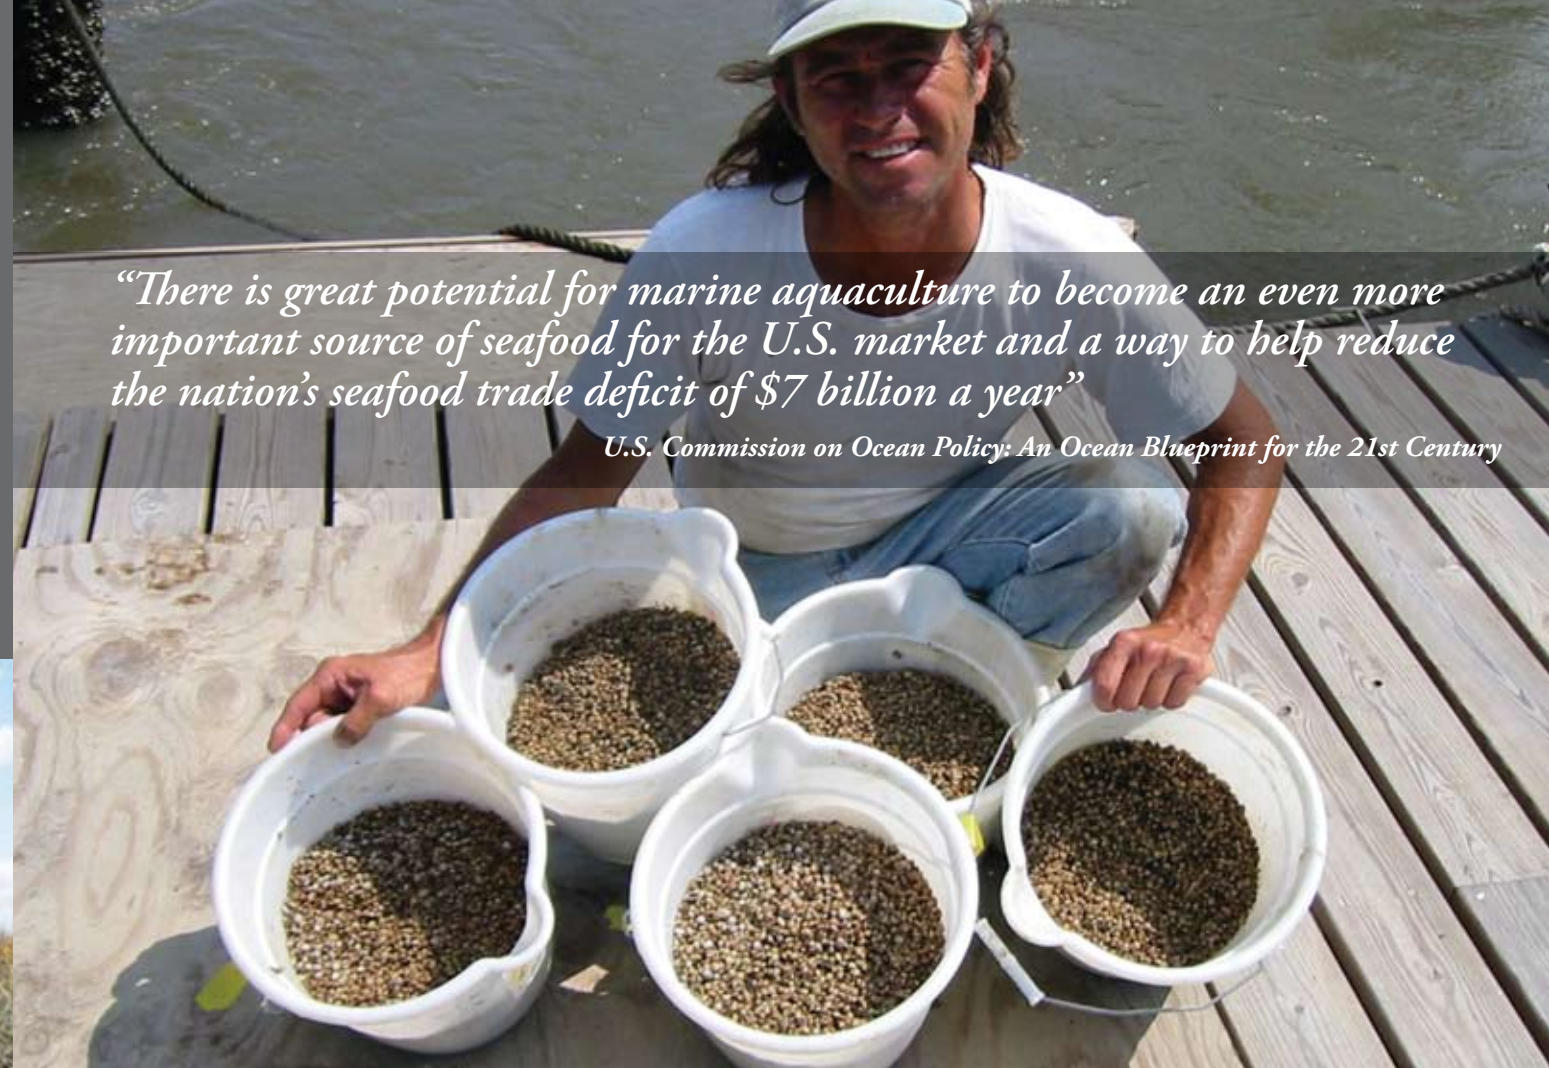 “There is great potential for marine aquaculture to become an even more
important source of seafood for the U.S. market and a way to help reduce
the nation’s seafood trade deficit of $7 billion a year”
U.S. Commission on Ocean Policy: An Ocean Blueprint for the 21st Century